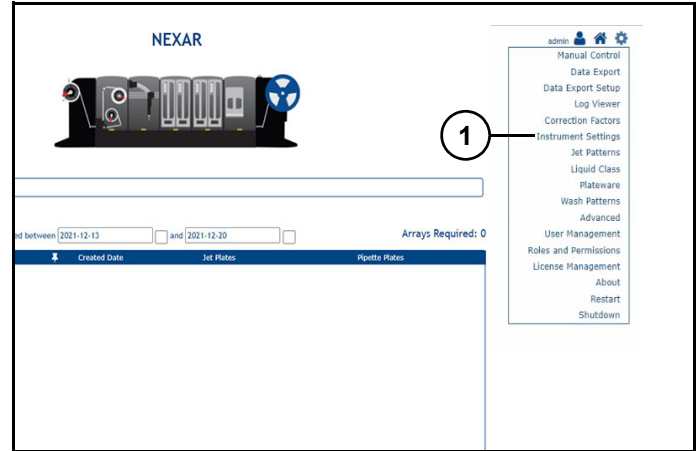 NEXAR
admin
Manual Control
Data Export
Data Export Setup
Log Viewer
Correction Factors
1
Instrument Settings
Jet Patterns
Liquid Class
Plateware
Wash Patterns
Advanced
User Management
Roles and Permissions
License Management
About
Restart
Shutdown
ed between 2021-12-13 and 2021-12-20 Arrays Required: 0
Created Date Jet Plates Pipette Plates